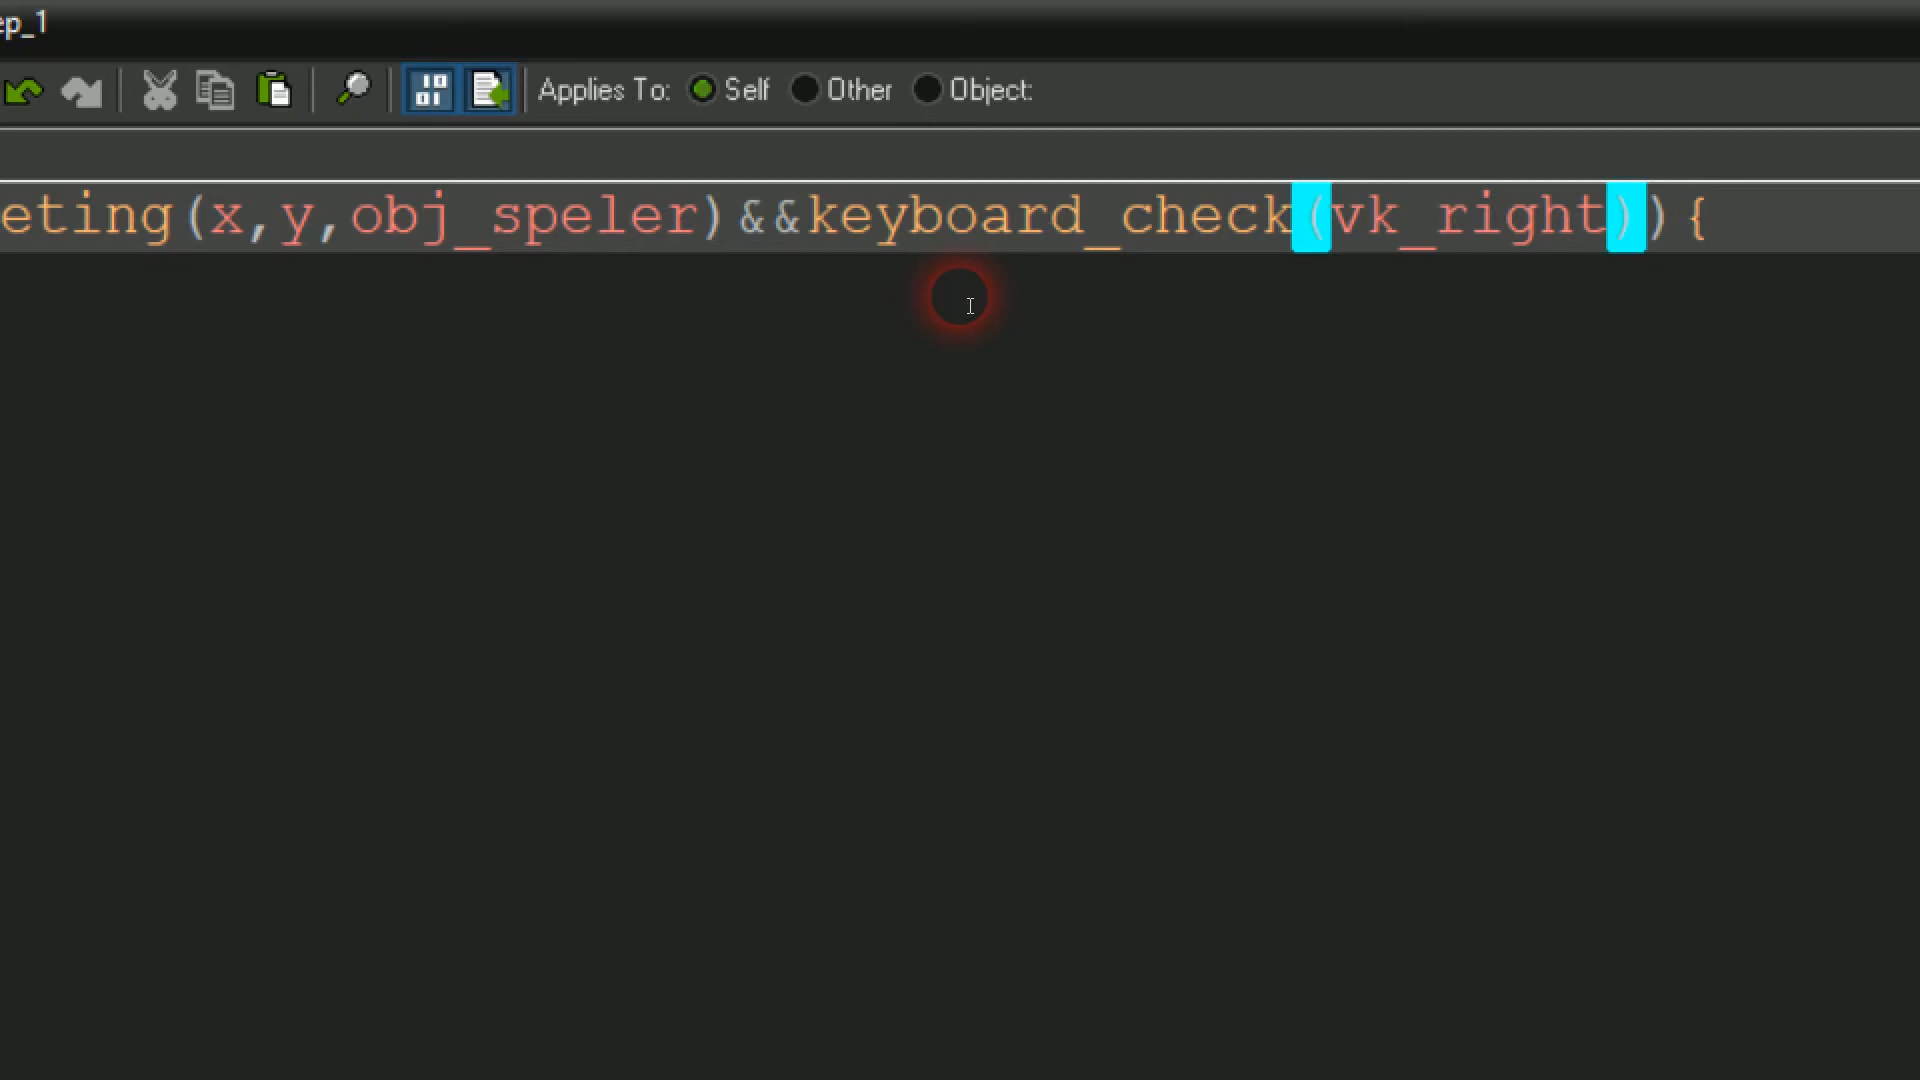 ep_1
Applies To: Self Other Object:
eting(x,y,obj_speler)&&keyboard_check(vk_right)){